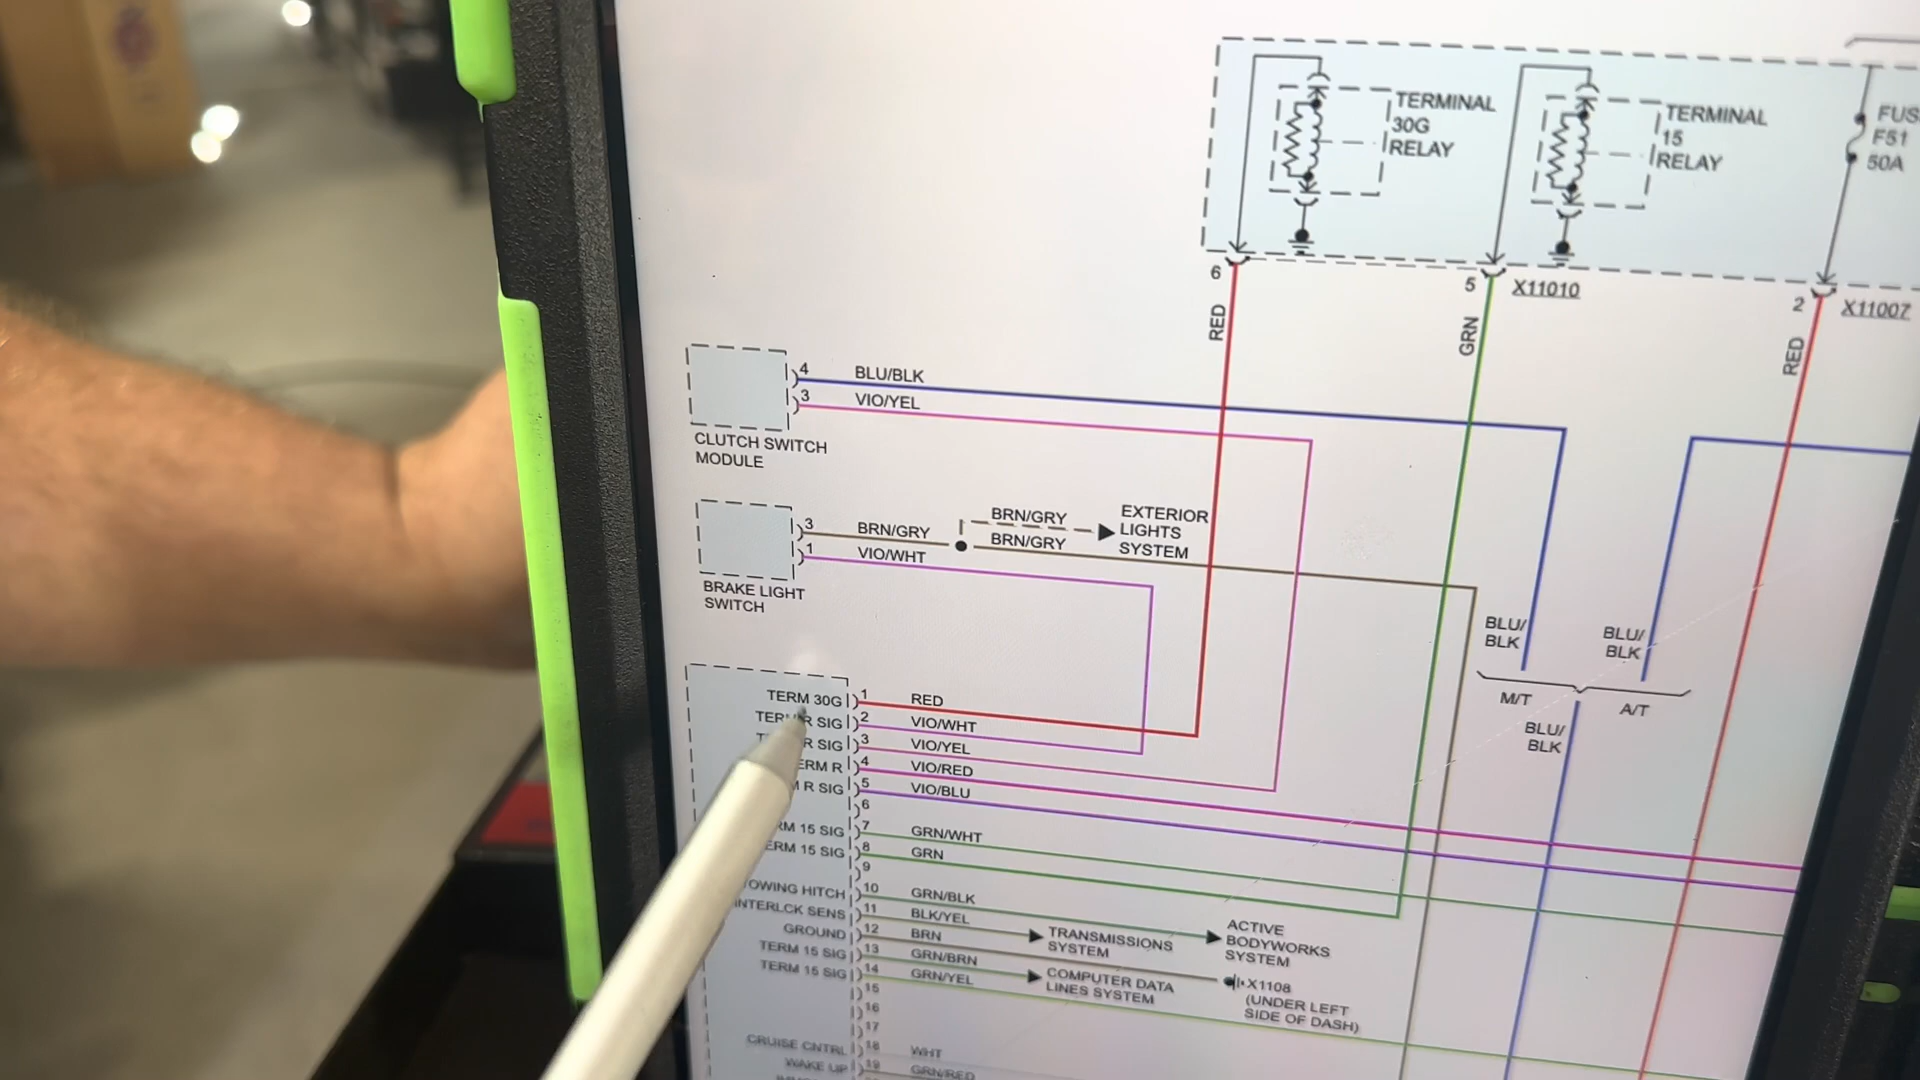 TERMINAL
30G
RELAY
TERMINAL
15
RELAY
F51
50A
6
RED
5
X11010
GRN
2
X11007
RED
4
BLU/BLK
3
VIO/YEL
CLUTCH SWITCH
MODULE
3
BRN/GRY
BRN/GRY
BRN/GRY
EXTERIOR
LIGHTS
SYSTEM
1
VIO/WHT
BRAKE LIGHT
SWITCH
BLU/
BLK
BLU/
BLK
M/T
A/T
BLU/
BLK
TERM 30G 1 RED
R SIG 2 VIO/WHT
R SIG 3 VIO/YEL
R 4 VIO/RED
R SIG 5 VIO/BLU
6
15 SIG 7 GRN/WHT
15 SIG 8 GRN
9
HITCH 10 GRN/BLK
SENS 11 BLK/YEL
GROUND 12 BRN
TERM 15 SIG 13 GRN/BRN
TERM 15 SIG 14 GRN/YEL
TRANSMISSIONS
SYSTEM
ACTIVE
BODYWORKS
SYSTEM
COMPUTER DATA
LINES SYSTEM
X1108
(UNDER LEFT
SIDE OF DASH)
15
16
17
CRUISE CNTRL 18 WHT
WAKE UP 19 GRN/RED